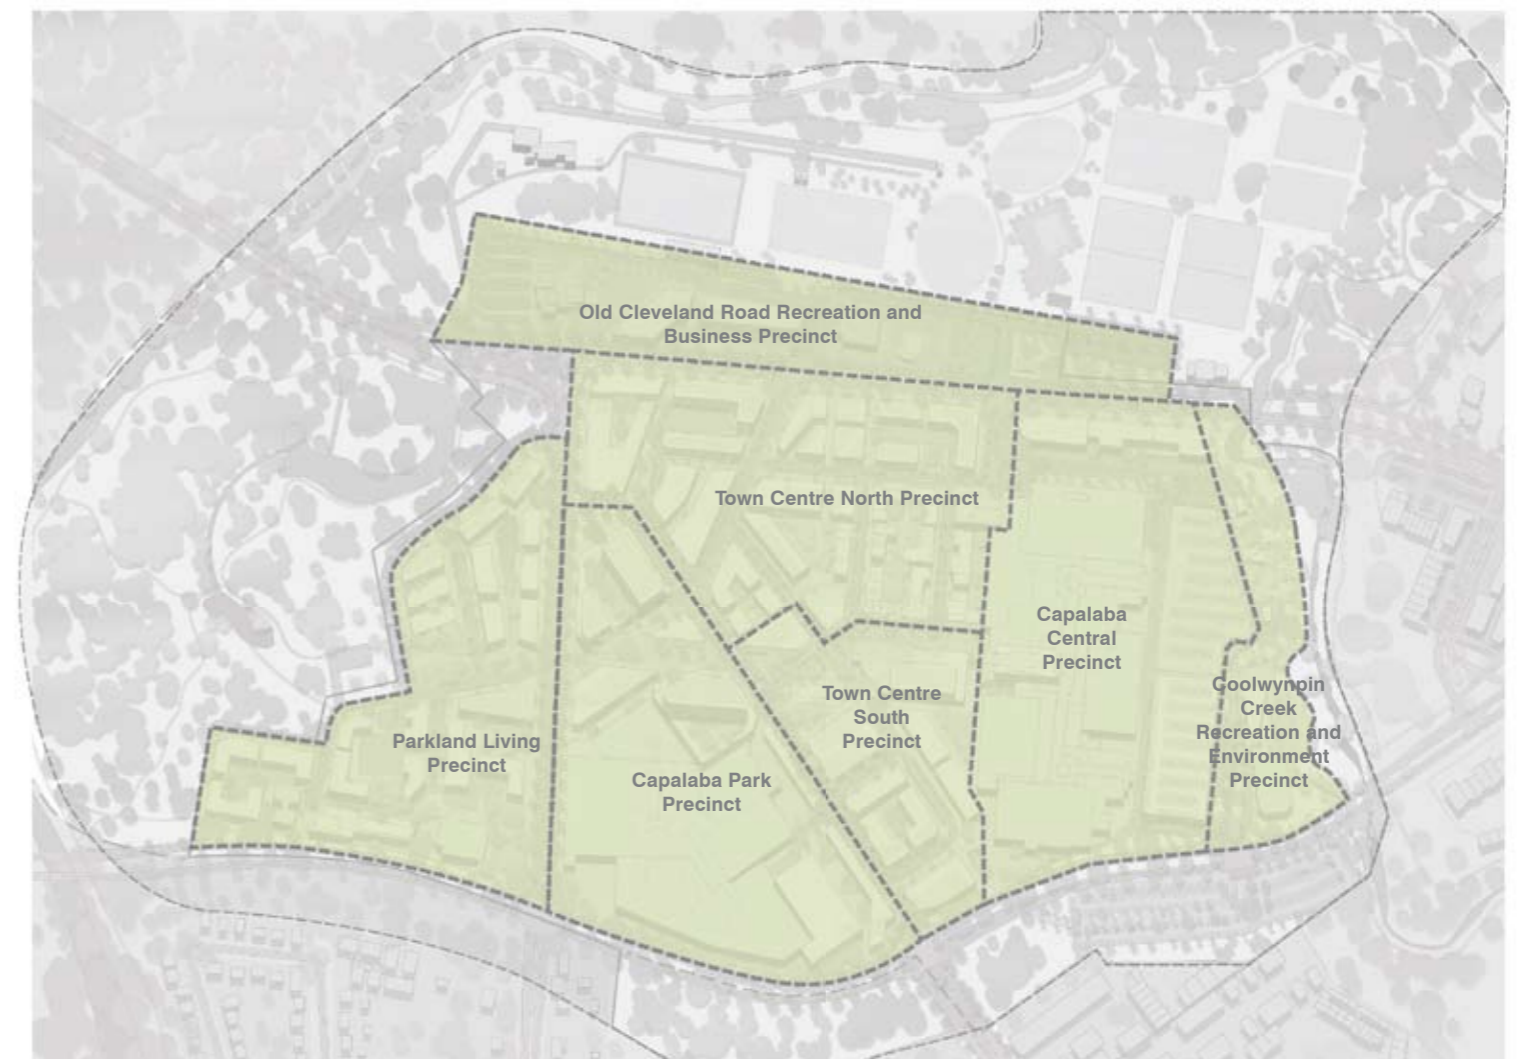 Old Cleveland Road Recreation and
Business Precinct
Town Centre North Precinct
Capalaba
Central
Precinct
Town Centre
South
Precinct
Coolwynpin
Creek
Recreation and
Environment
Precinct
Parkland Living
Precinct
Capalaba Park
Precinct